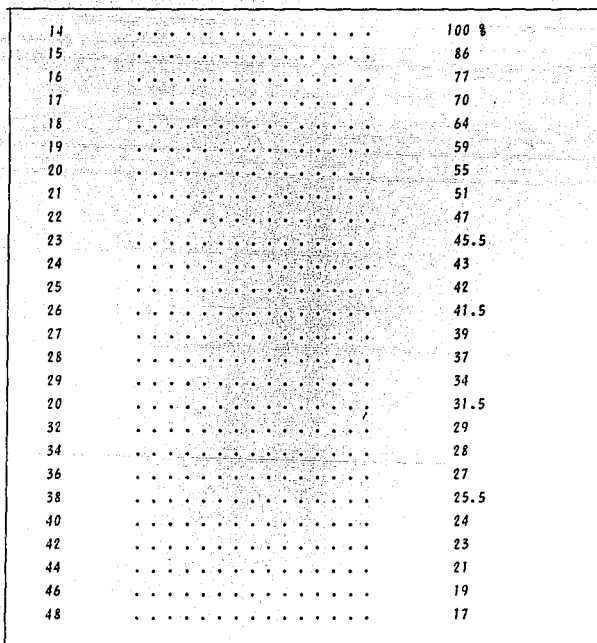 14 . . . . . . . . . . . . . . . 100 %
15 . . . . . . . . . . . . . . . 86
16 . . . . . . . . . . . . . . . 77
17 . . . . . . . . . . . . . . . 70
18 . . . . . . . . . . . . . . . 64
19 . . . . . . . . . . . . . . . 59
20 . . . . . . . . . . . . . . . 55
21 . . . . . . . . . . . . . . . 51
22 . . . . . . . . . . . . . . . 47
23 . . . . . . . . . . . . . . . 45.5
24 . . . . . . . . . . . . . . . 43
25 . . . . . . . . . . . . . . . 42
26 . . . . . . . . . . . . . . . 41.5
27 . . . . . . . . . . . . . . . 39
28 . . . . . . . . . . . . . . . 37
29 . . . . . . . . . . . . . . . 34
20 . . . . . . . . . . . . . . . 31.5
32 . . . . . . . . . . . . . . . 29
34 . . . . . . . . . . . . . . . 28
36 . . . . . . . . . . . . . . . 27
38 . . . . . . . . . . . . . . . 25.5
40 . . . . . . . . . . . . . . . 24
42 . . . . . . . . . . . . . . . 23
44 . . . . . . . . . . . . . . . 21
46 . . . . . . . . . . . . . . . 19
48 . . . . . . . . . . . . . . . 17